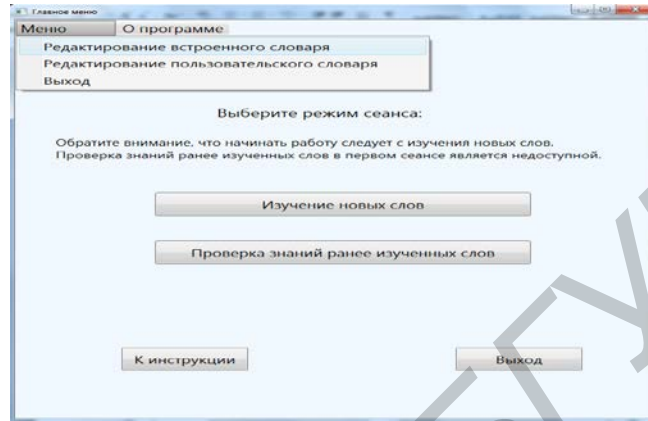 Главное меню
Меню О программе
Редактирование встроенного словаря
Редактирование пользовательского словаря
Выход
Выберите режим сеанса:
Обратите внимание, что начинать работу следует с изучения новых слов.
Проверка знаний ранее изученных слов в первом сеансе является недоступной.
Изучение новых слов
Проверка знаний ранее изученных слов
К инструкции Выход